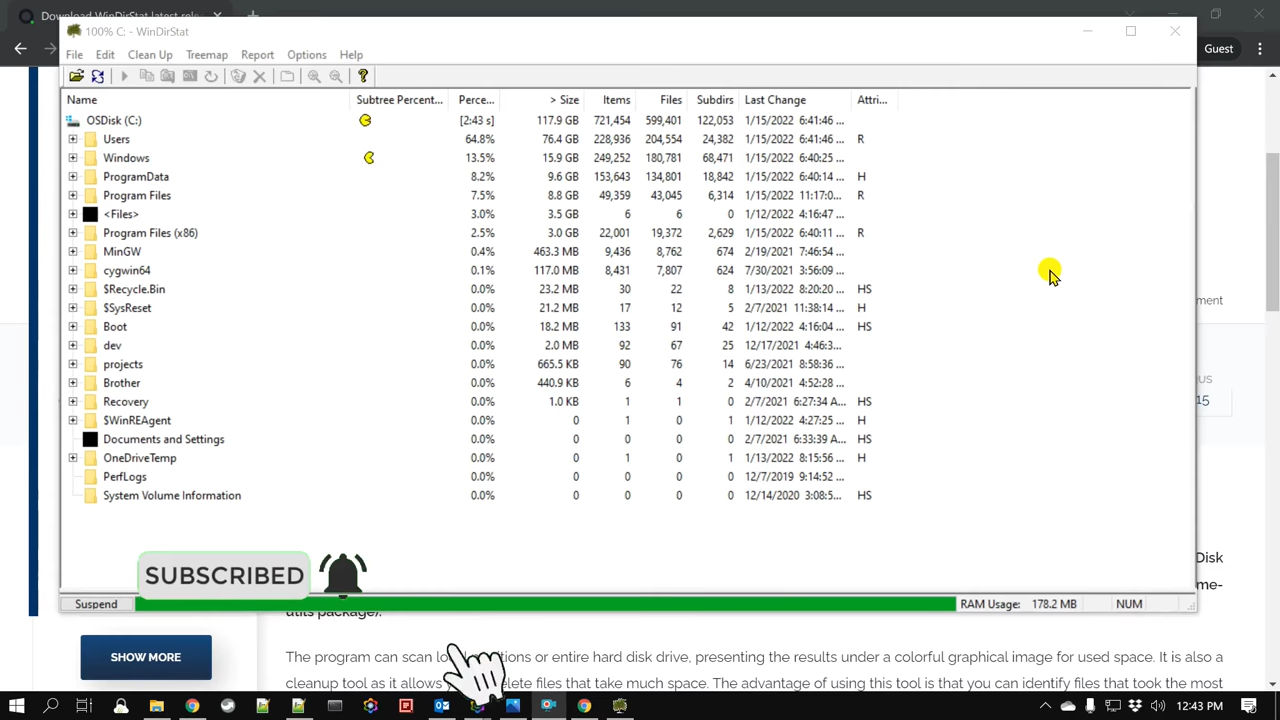 Download WinDirStat latest rele
100% C: - WinDirStat
Guest
File Edit Clean Up Treemap Report Options Help
Name Subtree Percent... Perce... > Size Items Files Subdirs Last Change Attri...
OSDisk (C:) [2:43 s] 117.9 GB 721,454 599,401 122,053 1/15/2022 6:41:46 ...
Users 64.8% 76.4 GB 228,936 204,554 24,382 1/15/2022 6:41:46 ... R
Windows 13.5% 15.9 GB 249,252 180,781 68,471 1/15/2022 6:40:25 ...
ProgramData 8.2% 9.6 GB 153,643 134,801 18,842 1/15/2022 6:40:14 ... H
Program Files 7.5% 8.8 GB 49,359 43,045 6,314 1/15/2022 11:17:0... R
<Files> 3.0% 3.5 GB 6 6 0 1/12/2022 4:16:47 ...
Program Files (x86) 2.5% 3.0 GB 22,001 19,372 2,629 1/15/2022 6:40:11 ... R
MinGW 0.4% 463.3 MB 9,436 8,762 674 2/19/2021 7:46:54 ...
cygwin64 0.1% 117.0 MB 8,431 7,807 624 7/30/2021 3:56:09 ...
$Recycle.Bin 0.0% 23.2 MB 30 22 8 1/13/2022 8:20:20 ... HS
$SysReset 0.0% 21.2 MB 17 12 5 2/7/2021 11:38:14 ... H
ment
Boot 0.0% 18.2 MB 133 91 42 1/12/2022 4:16:04 ... HS
dev 0.0% 2.0 MB 92 67 25 12/17/2021 4:46:3...
projects 0.0% 665.5 KB 90 76 14 6/23/2021 8:58:36 ...
Brother 0.0% 440.9 KB 6 4 2 4/10/2021 4:52:28 ...
US
Recovery 0.0% 1.0 KB 1 1 0 2/7/2021 6:27:34 A... HS
15
$WinREAgent 0.0% 0 1 0 1 1/12/2022 4:27:25 ... H
Documents and Settings 0.0% 0 0 0 0 2/7/2021 6:33:39 A... HS
OneDriveTemp 0.0% 0 1 0 1 1/13/2022 8:15:56 ... H
PerfLogs 0.0% 0 0 0 0 12/7/2019 9:14:52 ...
System Volume Information 0.0% 0 0 0 0 12/14/2020 3:08:5... HS
Disk
SUBSCRIBED
me-
Suspend RAM Usage: 178.2 MB NUM
utils package).
SHOW MORE
The program can scan tions or entire hard disk drive, presenting the results under a colorful graphical image for used space. It is also a
cleanup tool as it allows elete files that take much space. The advantage of using this tool is that you can identify files that took the most
12:43 PM